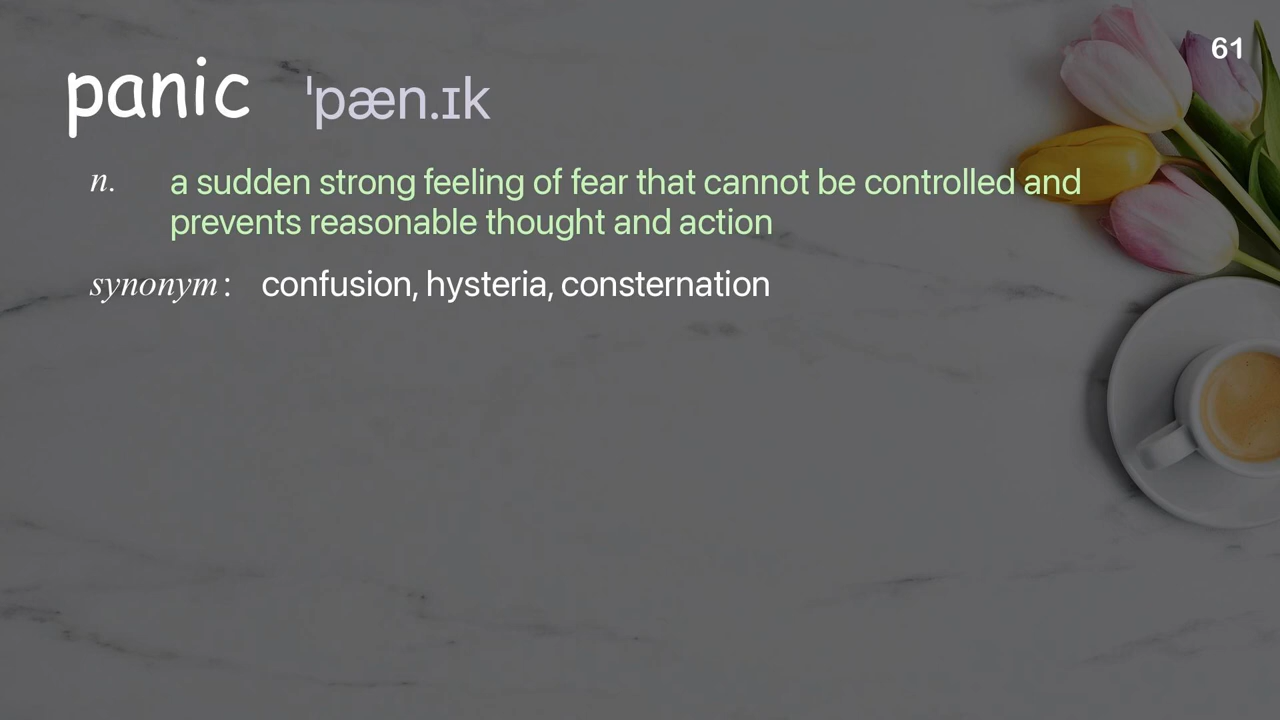 61
panic ˈpæn.ɪk
n. a sudden strong feeling of fear that cannot be controlled and
prevents reasonable thought and action
synonym: confusion, hysteria, consternation